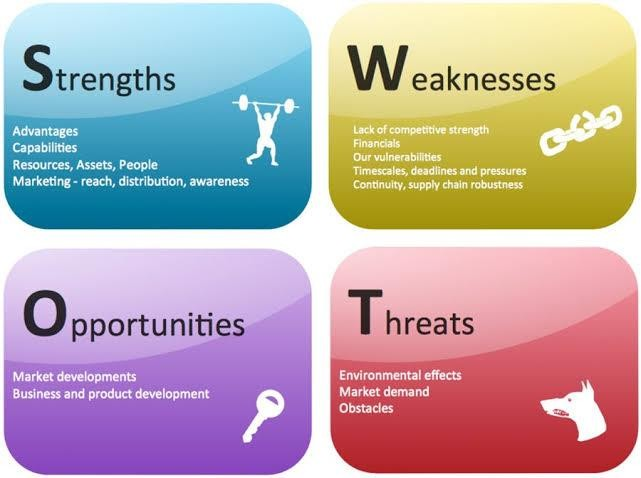 Strengths
Advantages
Capabilities
Resources, Assets, People
Marketing - reach, distribution, awareness
Weaknesses
Lack of competitive strength
Financials
Our vulnerabilities
Timescales, deadlines and pressures
Continuity, supply chain robustness
Opportunities
Market developments
Business and product development
Threats
Environmental effects
Market demand
Obstacles